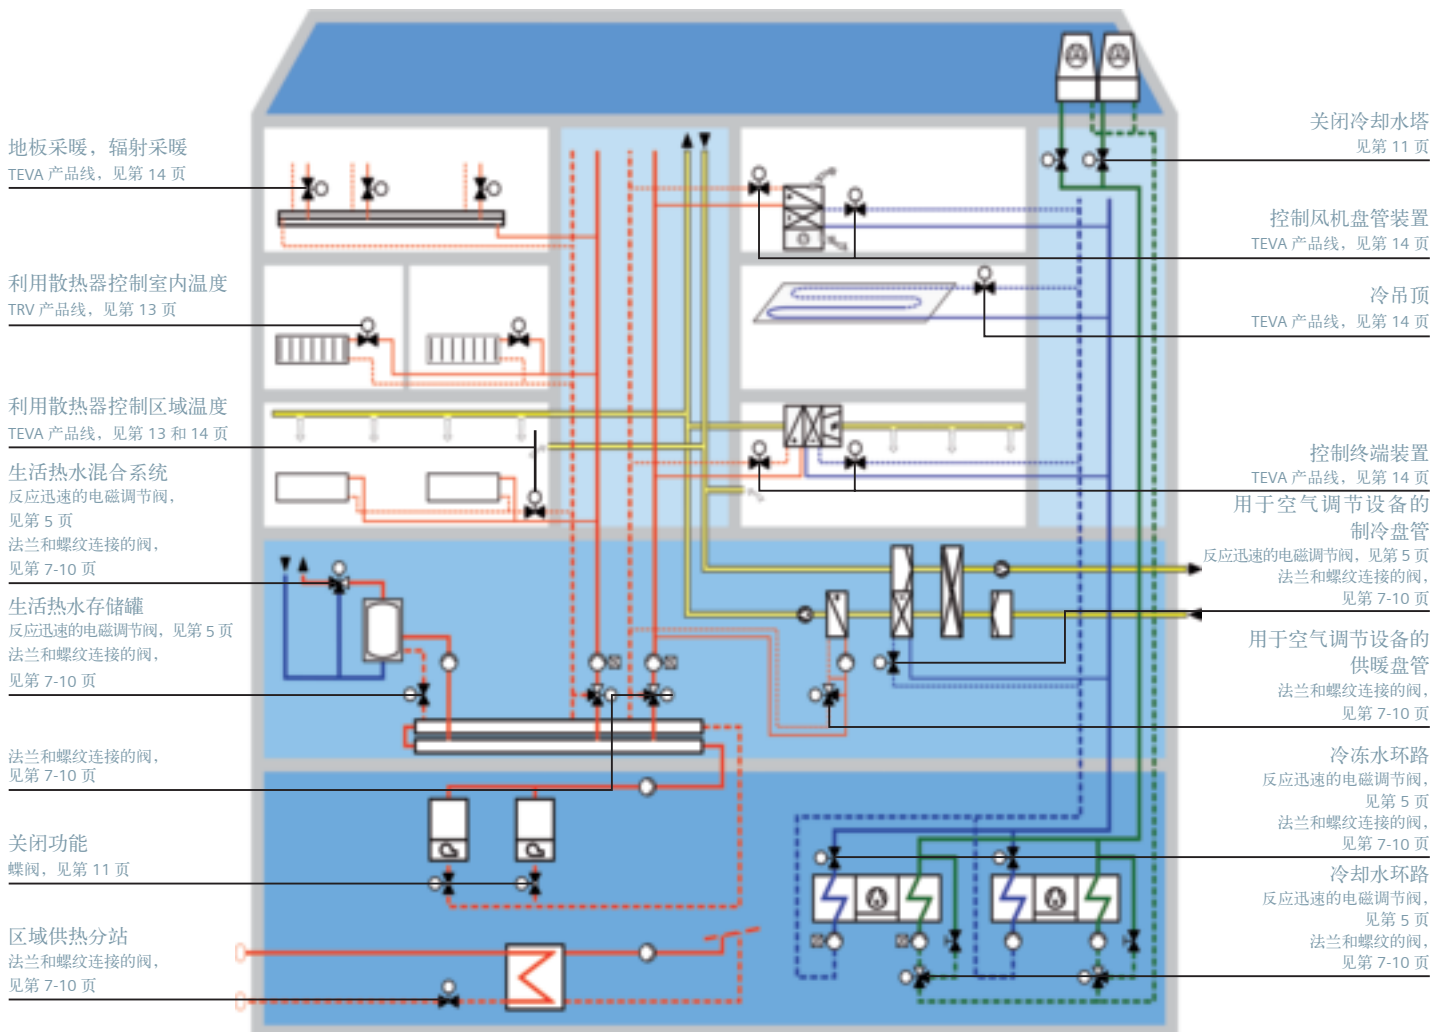 地板采暖，辐射采暖
TEVA 产品线，见第 14 页
利用散热器控制室内温度
TRV 产品线，见第 13 页
利用散热器控制区域温度
TEVA 产品线，见第 13 和 14 页
生活热水混合系统
反应迅速的电磁调节阀，
见第 5 页
法兰和螺纹连接的阀，
见第 7-10 页
生活热水存储罐
反应迅速的电磁调节阀，见第 5 页
法兰和螺纹连接的阀，
见第 7-10 页
法兰和螺纹连接的阀，
见第 7-10 页
关闭功能
蝶阀，见第 11 页
区域供热分站
法兰和螺纹连接的阀，
见第 7-10 页
关闭冷却水塔
见第 11 页
控制风机盘管装置
TEVA 产品线，见第 14 页
冷吊顶
TEVA 产品线，见第 14 页
控制终端装置
TEVA 产品线，见第 14 页
用于空气调节设备的
制冷盘管
反应迅速的电磁调节阀，见第 5 页
法兰和螺纹连接的阀，
见第 7-10 页
用于空气调节设备的
供暖盘管
法兰和螺纹连接的阀，
见第 7-10 页
冷冻水环路
反应迅速的电磁调节阀，
见第 5 页
法兰和螺纹连接的阀，
见第 7-10 页
冷却水环路
反应迅速的电磁调节阀，
见第 5 页
法兰和螺纹的阀，
见第 7-10 页